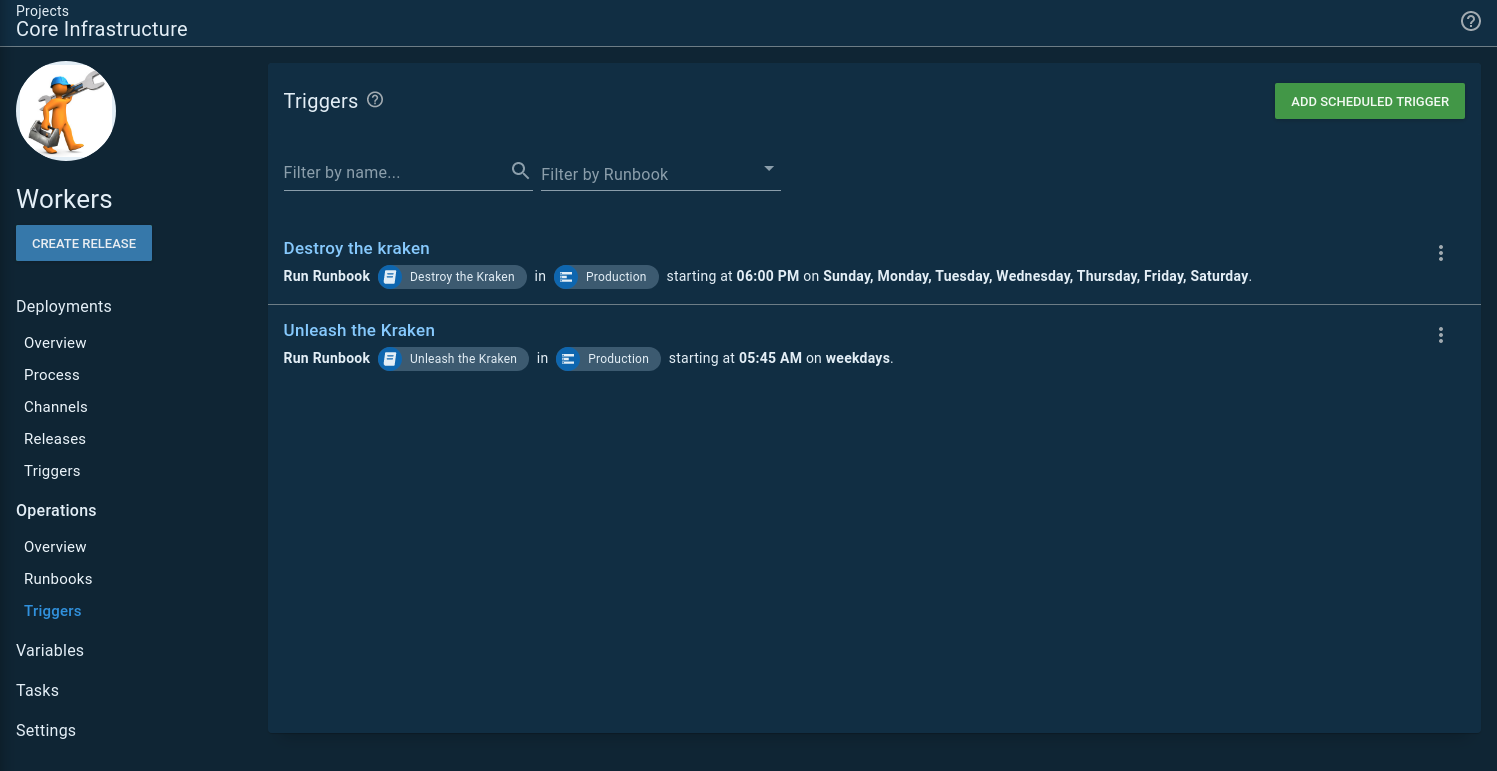 Projects
Core Infrastructure
Workers
CREATE RELEASE
Deployments
Overview
Process
Channels
Releases
Triggers
Operations
Overview
Runbooks
Triggers
Variables
Tasks
Settings
Triggers
ADD SCHEDULED TRIGGER
Filter by name...
Filter by Runbook
Destroy the kraken
Run Runbook Destroy the Kraken in Production starting at 06:00 PM on Sunday, Monday, Tuesday, Wednesday, Thursday, Friday, Saturday.
Unleash the Kraken
Run Runbook Unleash the Kraken in Production starting at 05:45 AM on weekdays.